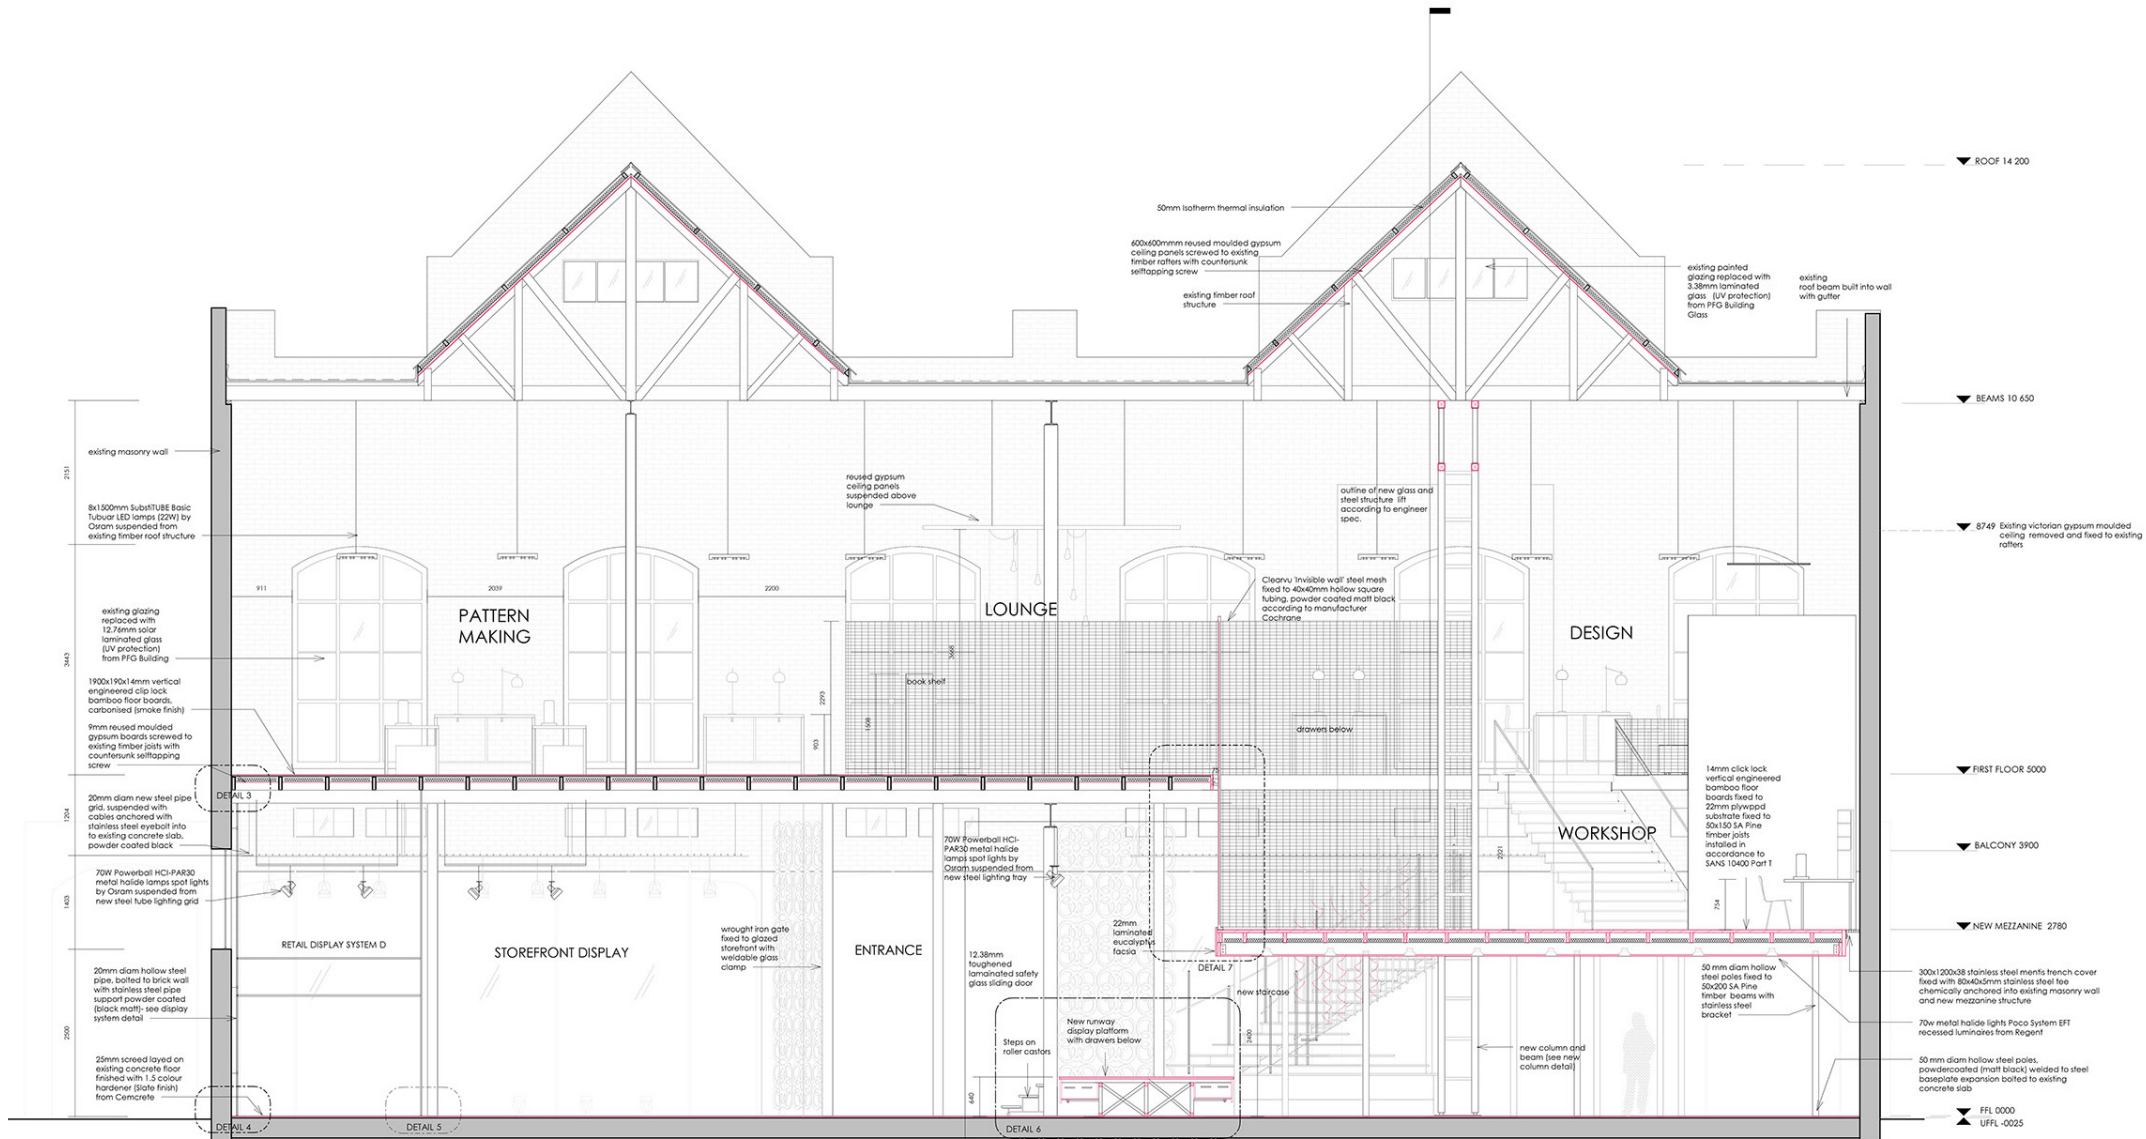 ROOF 14 200
50mm Isotherm thermal insulation
600x600mmm reused moulded gypsum
ceiling panels screwed to existing
timber rafters with countersunk
selftapping screw
existing timber roof
structure
existing painted
glazing replaced with
3.38mm laminated
glass (UV protection)
from PFG Building
Glass
existing
roof beam built into wall
with gutter
BEAMS 10 650
existing masonry wall
2151
8x1500mm SubstiTUBE Basic
Tubuar LED lamps (22W) by
Osram suspended from
existing timber roof structure
reused gypsum
ceiling panels
suspended above
lounge
outline of new glass and
steel structure lift
according to engineer
spec.
8749 Existing victorian gypsum moulded
ceiling removed and fixed to existing
rafters
911
2039
2200
Clearvu 'Invisible wall' steel mesh
fixed to 40x40mm hollow square
tubing, powder coated matt black
according to manufacturer
Cochrane
existing glazing
replaced with
12.76mm solar
laminated glass
(UV protection)
from PFG Building
PATTERN
MAKING
LOUNGE
DESIGN
3443
3668
book shelf
2293
1508
903
drawers below
1900x190x14mm vertical
engineered clip lock
bamboo floor boards,
carbonised (smoke finish)
9mm reused moulded
gypsum boards screwed to
existing timber joists with
countersunk selftapping
screw
DETAIL 3
FIRST FLOOR 5000
14mm click lock
vertical engineered
bamboo floor
boards fixed to
22mm plywppd
substrate fixed to
50x150 SA Pine
timber joists
installed in
accordance to
SANS 10400 Part T
1204
20mm diam new steel pipe
grid, suspended with
cables anchored with
stainless steel eyebolt into
to existing concrete slab,
powder coated black
70W Powerball HCI-
PAR30 metal halide
lamps spot lights by
Osram suspended from
new steel lighting tray
WORKSHOP
2321
BALCONY 3900
70W Powerball HCI-PAR30
metal halide lamps spot lights
by Osram suspended from
new steel tube lighting grid
1403
754
RETAIL DISPLAY SYSTEM D
STOREFRONT DISPLAY
wrought iron gate
fixed to glazed
storefront with
weldable glass
clamp
ENTRANCE
22mm
laminated
eucalyptus
facsia
NEW MEZZANINE 2780
12.38mm
toughened
lamainated safety
glass sliding door
DETAIL 7
new staircase
50 mm diam hollow
steel poles fixed to
50x200 SA Pine
timber beams with
stainless steel
bracket
300x1200x38 stainless steel mentis trench cover
fixed with 80x40x5mm stainless steel tee
chemically anchored into existing masonry wall
and new mezzanine structure
20mm diam hollow steel
pipe, bolted to brick wall
with stainless steel pipe
support powder coated
(black matt)- see display
system detail
2500
New runway
display platform
with drawers below
Steps on
roller castors
2400
new column and
beam (see new
column detail)
70w metal halide lights Poco System EFT
recessed luminaires from Regent
50 mm diam hollow steel poles,
powdercoated (matt black) welded to steel
baseplate expansion bolted to existing
concrete slab
25mm screed layed on
existing concrete floor
finished with 1.5 colour
hardener (Slate finish)
from Cemcrete
640
DETAIL 4
DETAIL 5
DETAIL 6
FFL 0000
UFFL -0025